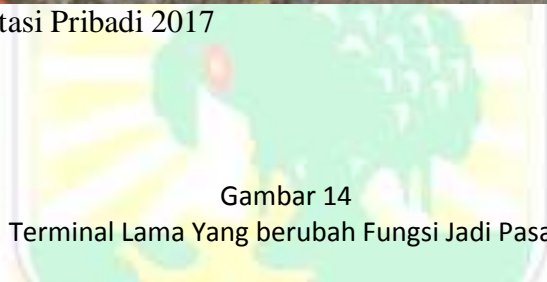 tasi Pribadi 2017
Gambar 14
Terminal Lama Yang berubah Fungsi Jadi Pasa